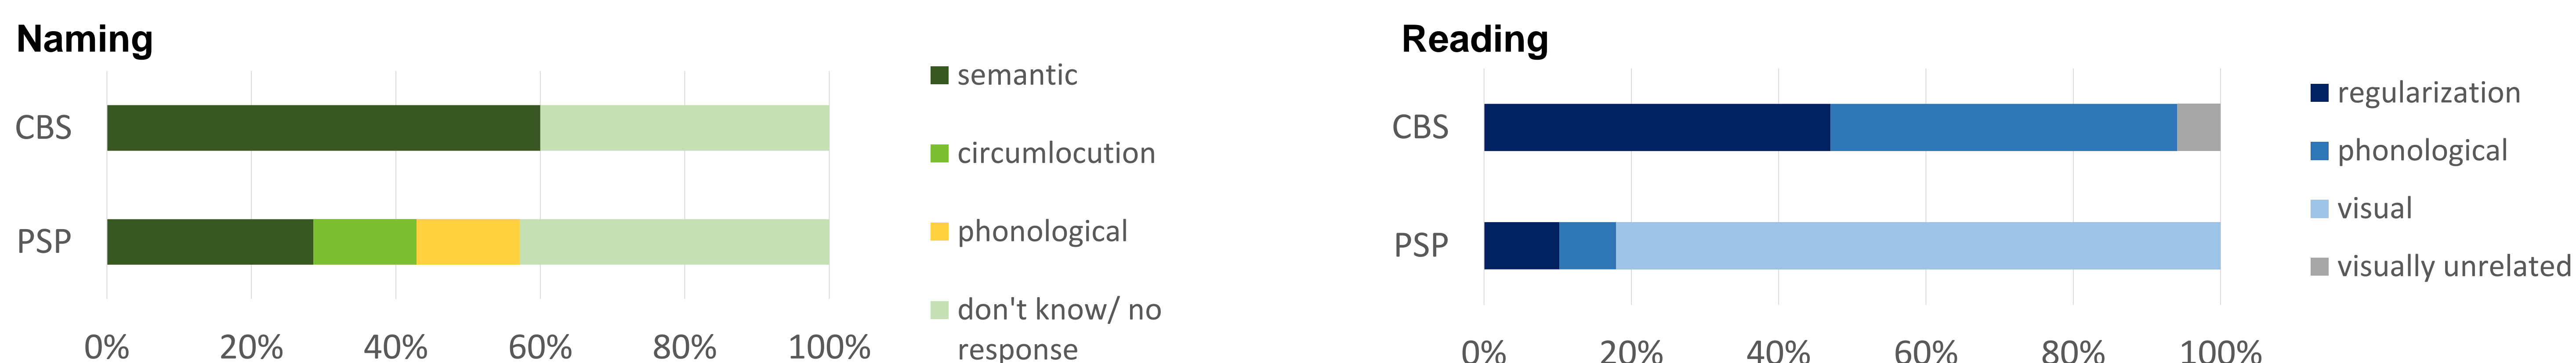 Naming
CBS
PSP
0% 20% 40% 60% 80% 100%
semantic
circumlocution
phonological
don't know/ no
response
Reading
CBS
PSP
0% 20% 40% 60% 80% 100%
regularization
phonological
visual
visually unrelated